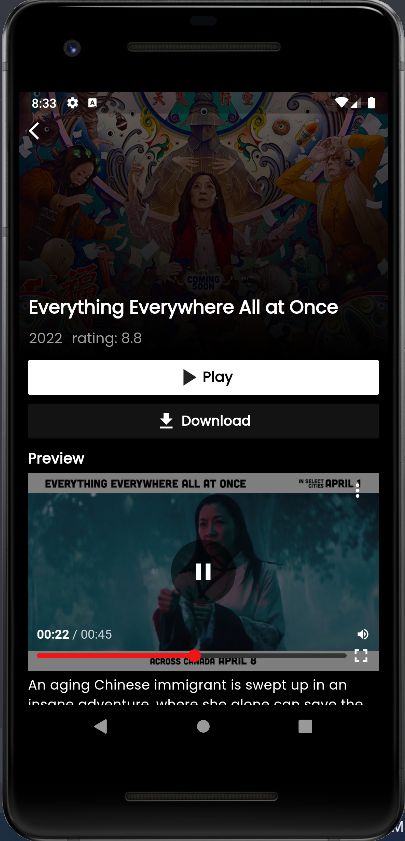 8:33
A
COMING
SOON
Everything Everywhere All at Once
2022 rating: 8.8
Play
Download
Preview
EVERYTHING EVERYWHERE ALL AT ONCE
IN SELECT
CITIES APRIL 1
00:22 / 00:45
ACROSS CANADA APRIL 8
An aging Chinese immigrant is swept up in an
insane adventure, where she alone can save the
M